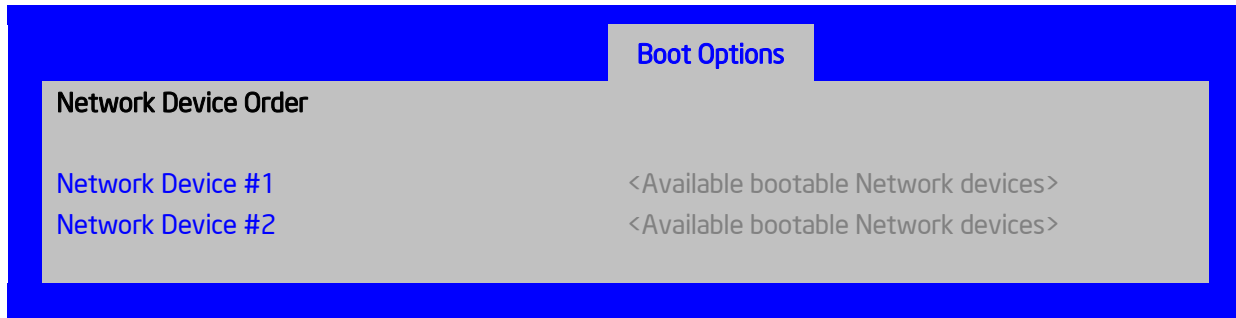 Boot Options
Network Device Order
Network Device #1 <Available bootable Network devices>
Network Device #2 <Available bootable Network devices>